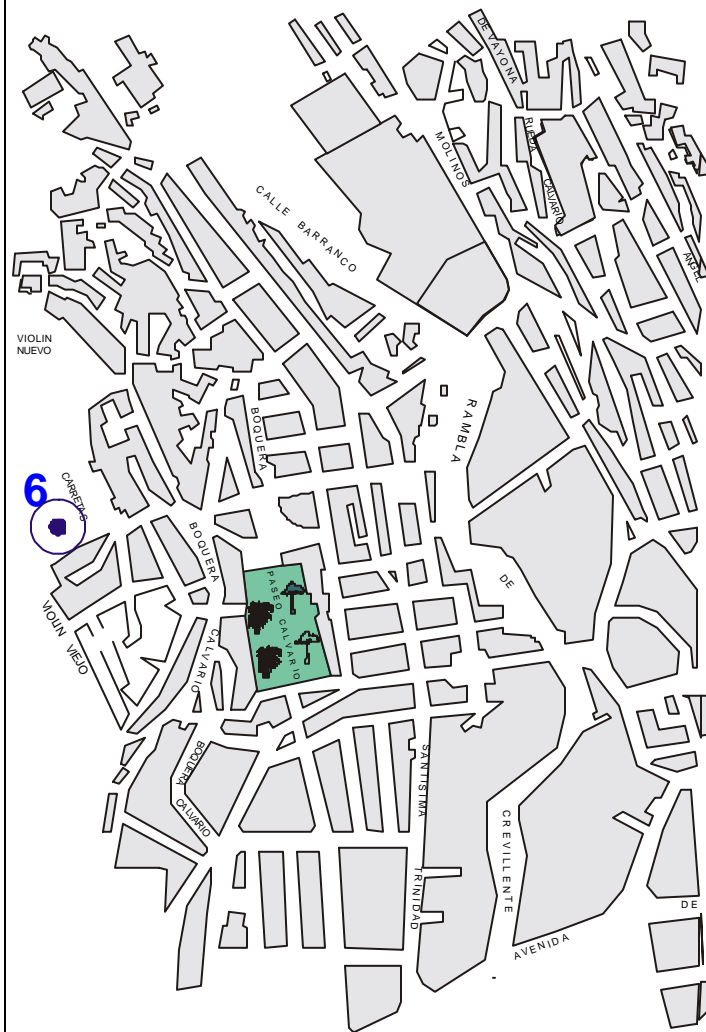 DE VAYONA
MOLINOS
RUEDA
CALVARIO
CALLE BARRANCO
ANGEL
VIOLIN
NUEVO
BOQUERA
RAMBLA
6
CARRETAS
BOQUERA
DE
PASEO CALVARIO
VIOLIN VIEJO
CALVARIO
BOQUERA
CALVARIO
SANTISIMA
TRINIDAD
CREVILLENTE
AVENIDA
DE